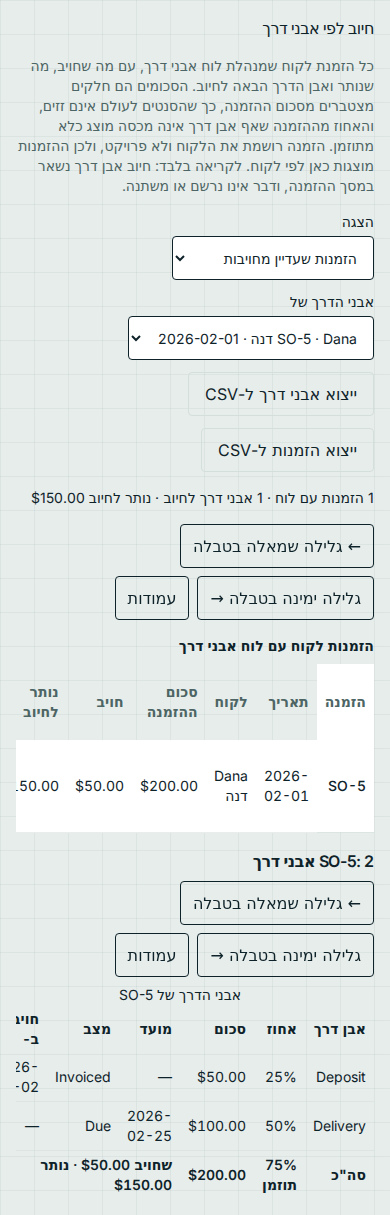 חיוב לפי אבני דרך
כל הזמנת לקוח שמנהלת לוח אבני דרך, עם מה שחויב, מה
שנותר ואבן הדרך הבאה לחיוב. הסכומים הם חלקים
מצטברים מסכום ההזמנה, כך שהסנטים לעולם אינם זזים,
והאחוז מההזמנה שאף אבן דרך אינה מכסה מוצג כלא
מתוזמן. הזמנה רושמת את הלקוח ולא פרויקט, ולכן ההזמנות
מוצגות כאן לפי לקוח. לקריאה בלבד: חיוב אבן דרך נשאר
במסך ההזמנה, ודבר אינו נרשם או משתנה.
הצגה
הזמנות שעדיין מחויבות
אבני הדרך של
SO-5 · Dana דנה · 2026-02-01
ייצוא אבני דרך ל-CSV
ייצוא הזמנות ל-CSV
1 הזמנות עם לוח · 1 אבני דרך לחיוב · נותר לחיוב $150.00
← גלילה שמאלה בטבלה
גלילה ימינה בטבלה →
עמודות
הזמנות לקוח עם לוח אבני דרך
הזמנה תאריך לקוח סכום ההזמנה חויב נותר לחיוב
SO-5 2026-02-01 Dana דנה $200.00 $50.00
SO-5: 2 אבני דרך
← גלילה שמאלה בטבלה
גלילה ימינה בטבלה →
עמודות
אבני הדרך של SO-5
אבן דרך אחוז סכום מועד מצב
Deposit 25% $50.00 — Invoiced
Delivery 50% $100.00 2026-02-25 Due —
סה"כ 75% תוזמן $200.00 שחויב $50.00 · נותר $150.00